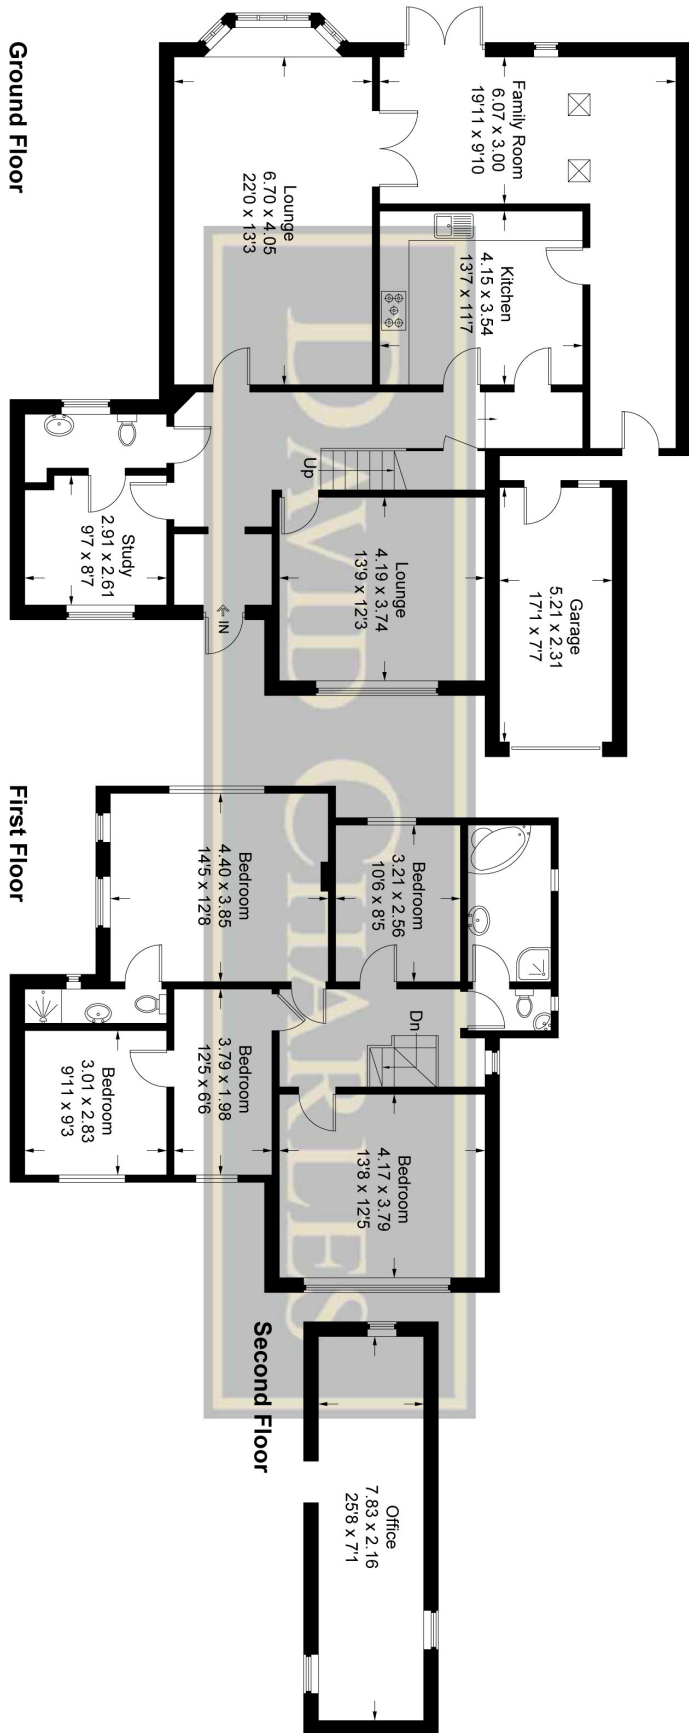 Family Room
6.07 x 3.00
19'11 x 9'10
Lounge
6.70 x 4.05
22'0 x 13'3
Kitchen
4.15 x 3.54
13'7 x 11'7
Up
Study
2.91 x 2.61
9'7 x 8'7
IN
Lounge
4.19 x 3.74
13'9 x 12'3
Garage
5.21 x 2.31
17'1 x 7'7
Ground Floor
Bedroom
4.40 x 3.85
14'5 x 12'8
Bedroom
3.21 x 2.56
10'6 x 8'5
Dn
Bedroom
3.79 x 1.98
12'5 x 6'6
Bedroom
3.01 x 2.83
9'11 x 9'3
Bedroom
4.17 x 3.79
13'8 x 12'5
First Floor
Office
7.83 x 2.16
25'8 x 7'1
Second Floor
DAVID CHARLES